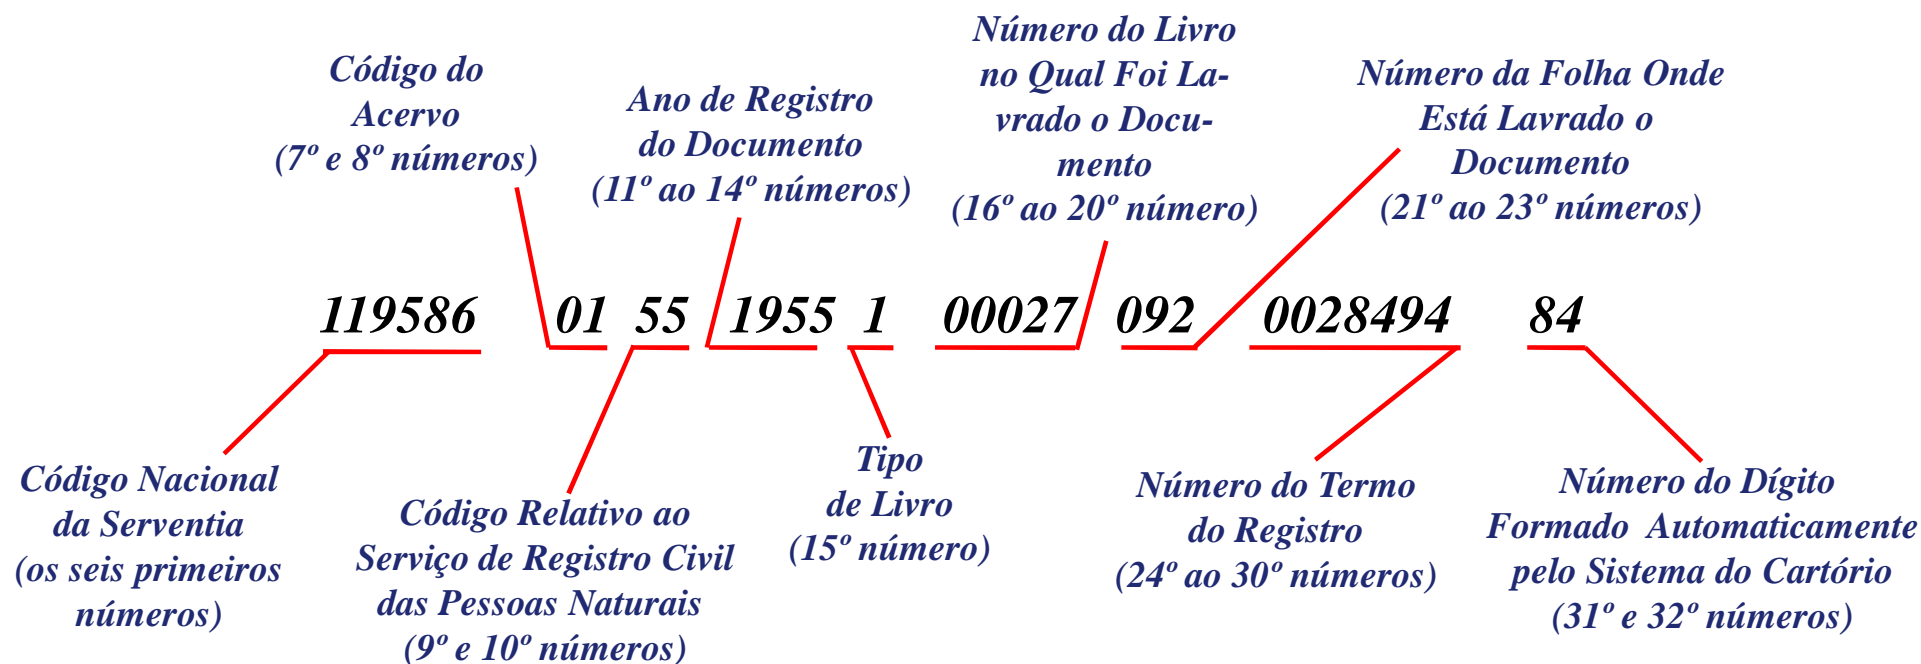 Código do
Acervo
(7º e 8º números)
Ano de Registro
do Documento
(11º ao 14º números)
Número do Livro
no Qual Foi La-
vrado o Docu-
mento
(16º ao 20º número)
Número da Folha Onde
Está Lavrado o
Documento
(21º ao 23º números)
119586 01 55 1955 1 00027 092 0028494 84
Código Nacional
da Serventia
(os seis primeiros
números)
Código Relativo ao
Serviço de Registro Civil
das Pessoas Naturais
(9º e 10º números)
Tipo
de Livro
(15º número)
Número do Termo
do Registro
(24º ao 30º números)
Número do Dígito
Formado Automaticamente
pelo Sistema do Cartório
(31º e 32º números)